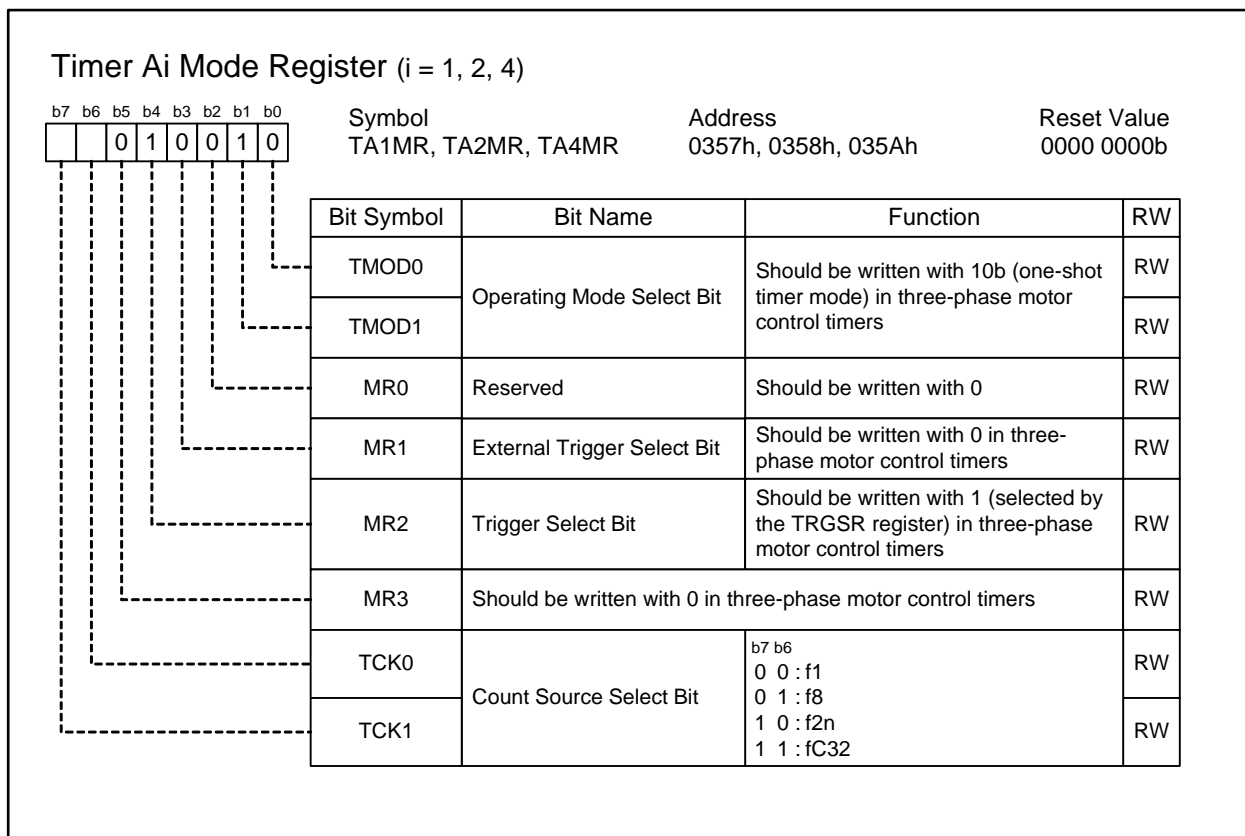 Timer Ai Mode Register (i = 1, 2, 4)
b7 b6 b5 b4 b3 b2 b1 b0
0 1 0 0 1 0
Symbol Address Reset Value
TA1MR, TA2MR, TA4MR 0357h, 0358h, 035Ah 0000 0000b
Bit Symbol Bit Name Function RW
TMOD0 RW
Operating Mode Select Bit
Should be written with 10b (one-shot
timer mode) in three-phase motor
control timers
TMOD1 RW
MR0 Reserved Should be written with 0 RW
MR1 External Trigger Select Bit
Should be written with 0 in three-
phase motor control timers
RW
MR2 Trigger Select Bit
Should be written with 1 (selected by
the TRGSR register) in three-phase
motor control timers
RW
MR3 Should be written with 0 in three-phase motor control timers RW
TCK0 RW
Count Source Select Bit
b7 b6
0 0 : f1
0 1 : f8
1 0 : f2n
1 1 : fC32
TCK1 RW